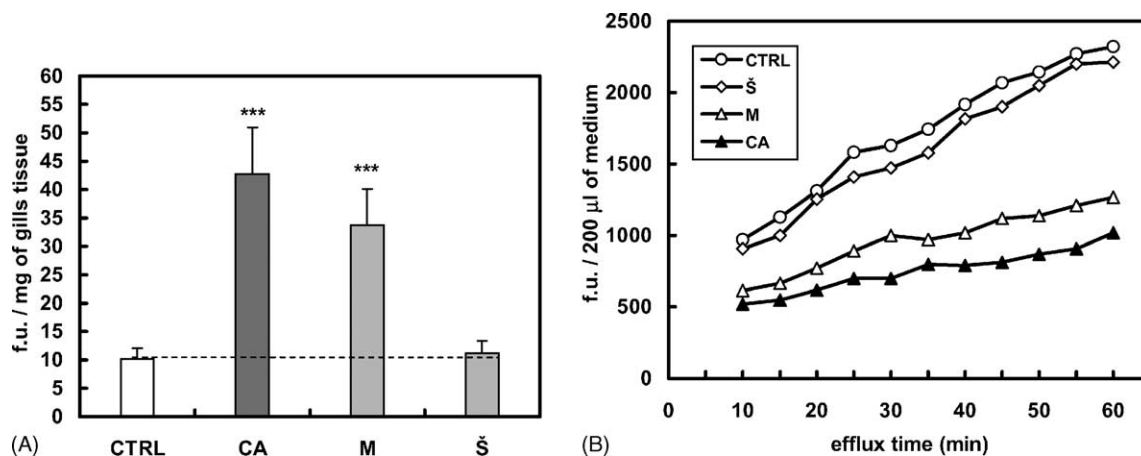 60
55
50
45
40
35
30
25
20
15
10
5
0
f.u. / mg of gills tissue
***
***
CTRL CA M Š
(A)
2500
2000
1500
1000
500
0
f.u. / 200 µl of medium
CTRL
Š
M
CA
0 10 20 30 40 50 60
efflux time (min)
(B)